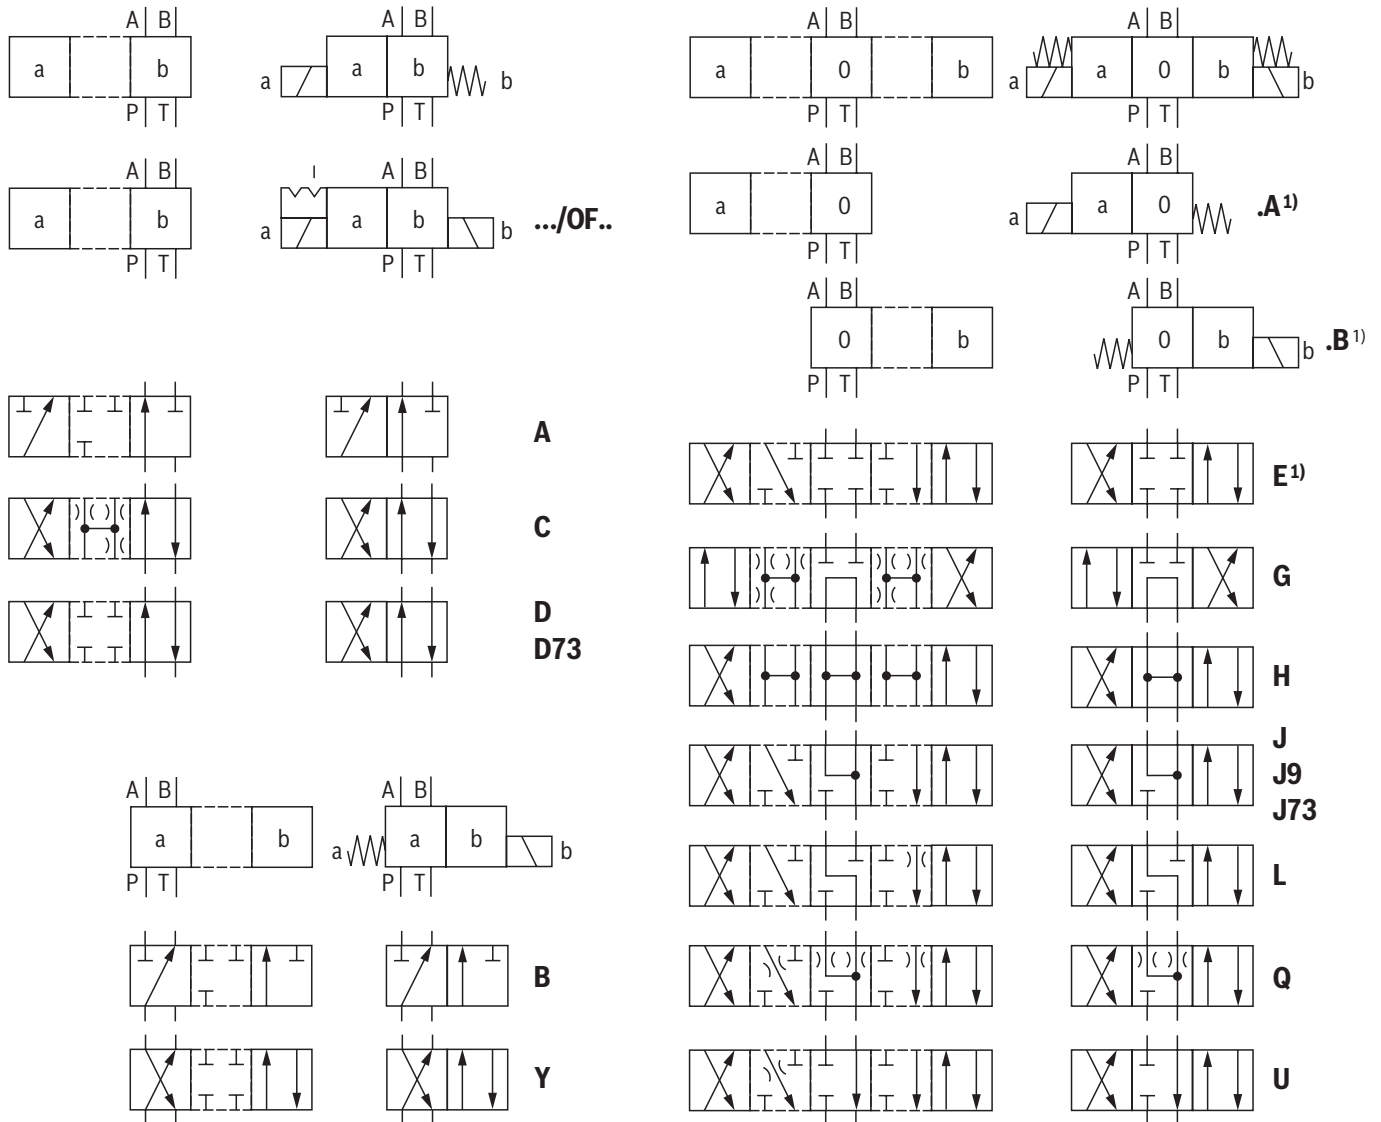 A B
a b
P T
A B
a a b b
P T
A B
a b
P T
I
A B
a a b b .../OF..
P T
A
C
D
D73
A B
a b
P T
A B
a a b b
P T
B
Y
A B
a 0 b
P T
A B
a a 0 b b
P T
A B
a 0
P T
A B
a a 0 .A¹⁾
P T
A B
0 b
P T
A B
0 b b .B¹⁾
P T
E¹⁾
G
H
J
J9
J73
L
Q
U